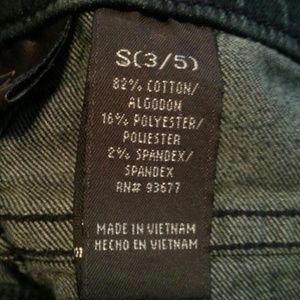 S(3/5)
82% COTTON/
ALGODON
16% POLYESTER/
POLIESTER
2% SPANDEX/
SPANDEX
RN# 93677
MADE IN VIETNAM
HECHO EN VIETNAM